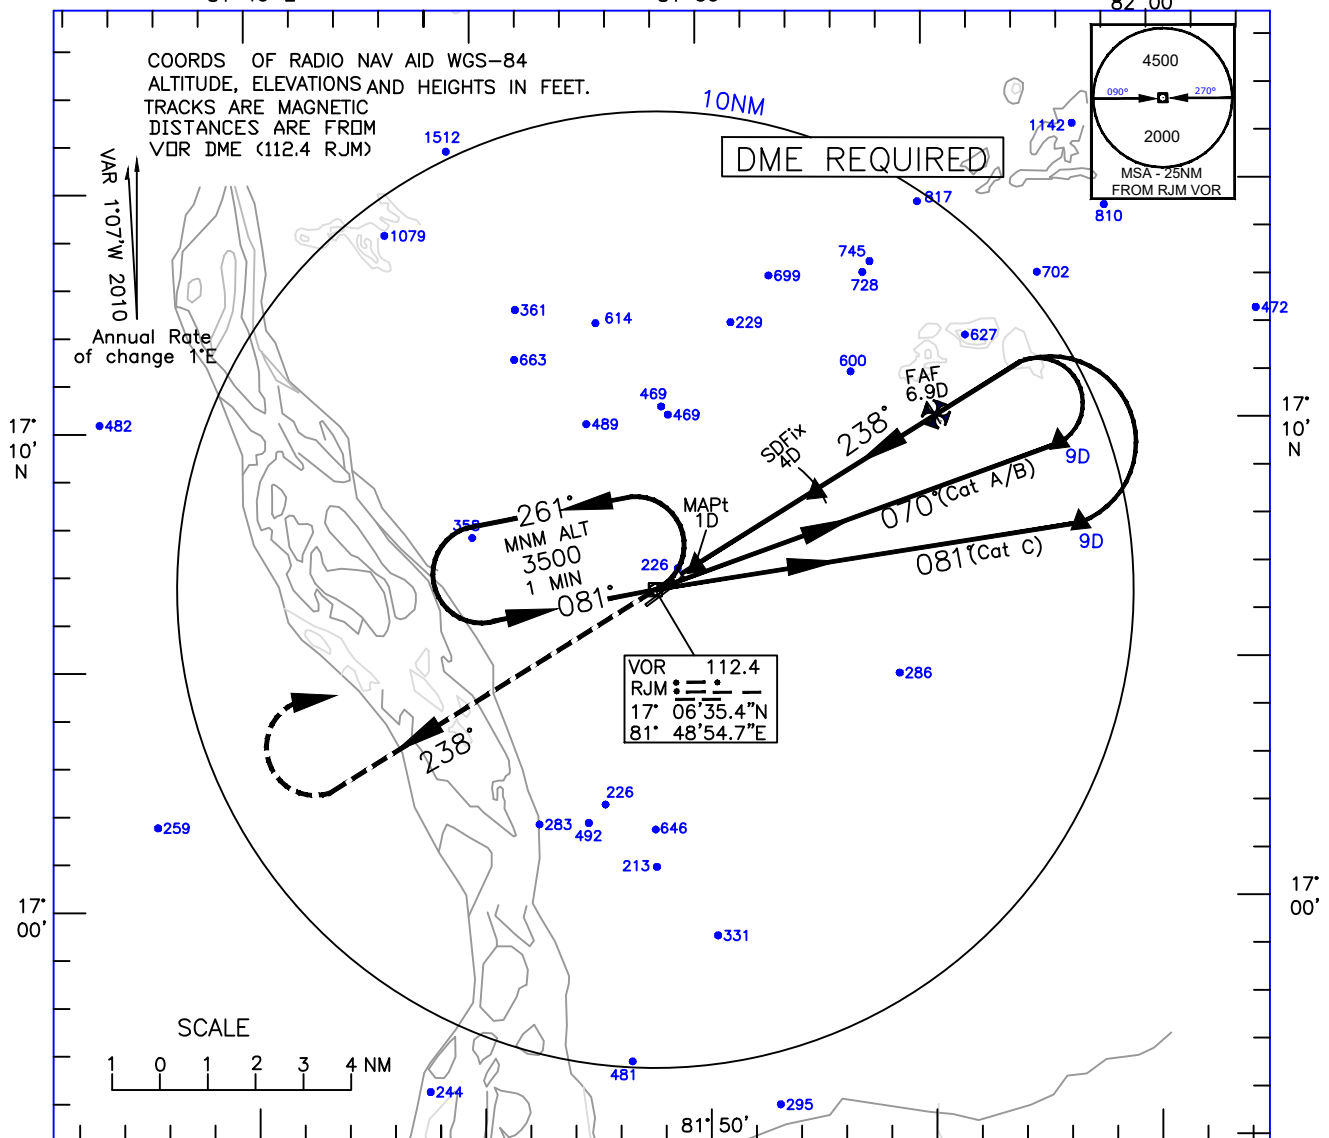 82°00'
COORDS OF RADIO NAV AID WGS-84
ALTITUDE, ELEVATIONS AND HEIGHTS IN FEET.
TRACKS ARE MAGNETIC
DISTANCES ARE FROM
VOR DME (112.4 RJM)
10NM
DME REQUIRED
4500
090°
270°
2000
MSA - 25NM
FROM RJM VOR
VAR 1°07'W 2010
Annual Rate
of change 1'E
1512
1142
817
810
1079
745
728
699
702
472
361
614
229
627
663
600
FAF
6.9D
469
469
489
482
17°
10'
N
17°
10'
N
238°
SDFix
4D
9D
070° (Cat A/B)
MAPt
1D
261°
358
MNM ALT
3500
1 MIN
081°
226
081° (Cat C)
9D
VOR 112.4
RJM
17° 06'35.4"N
81° 48'54.7"E
286
238°
226
283
492
646
259
213
17°
00'
17°
00'
331
SCALE
1 0 1 2 3 4 NM
481
244
295
81°50'